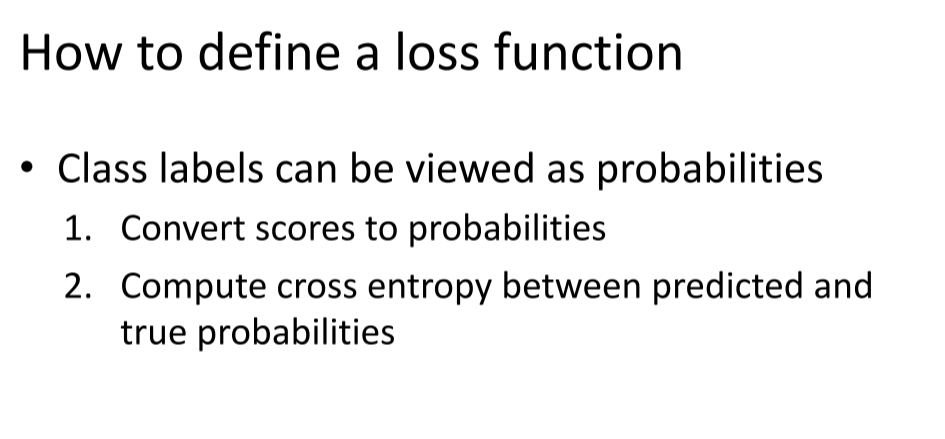 How to define a loss function
• Class labels can be viewed as probabilities
1. Convert scores to probabilities
2. Compute cross entropy between predicted and
true probabilities